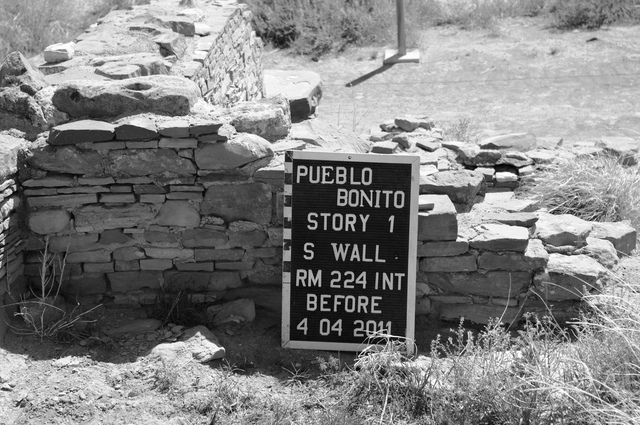 PUEBLO
BONITO
STORY 1
S WALL.
RM 224 INT
BEFORE
4 04 2011